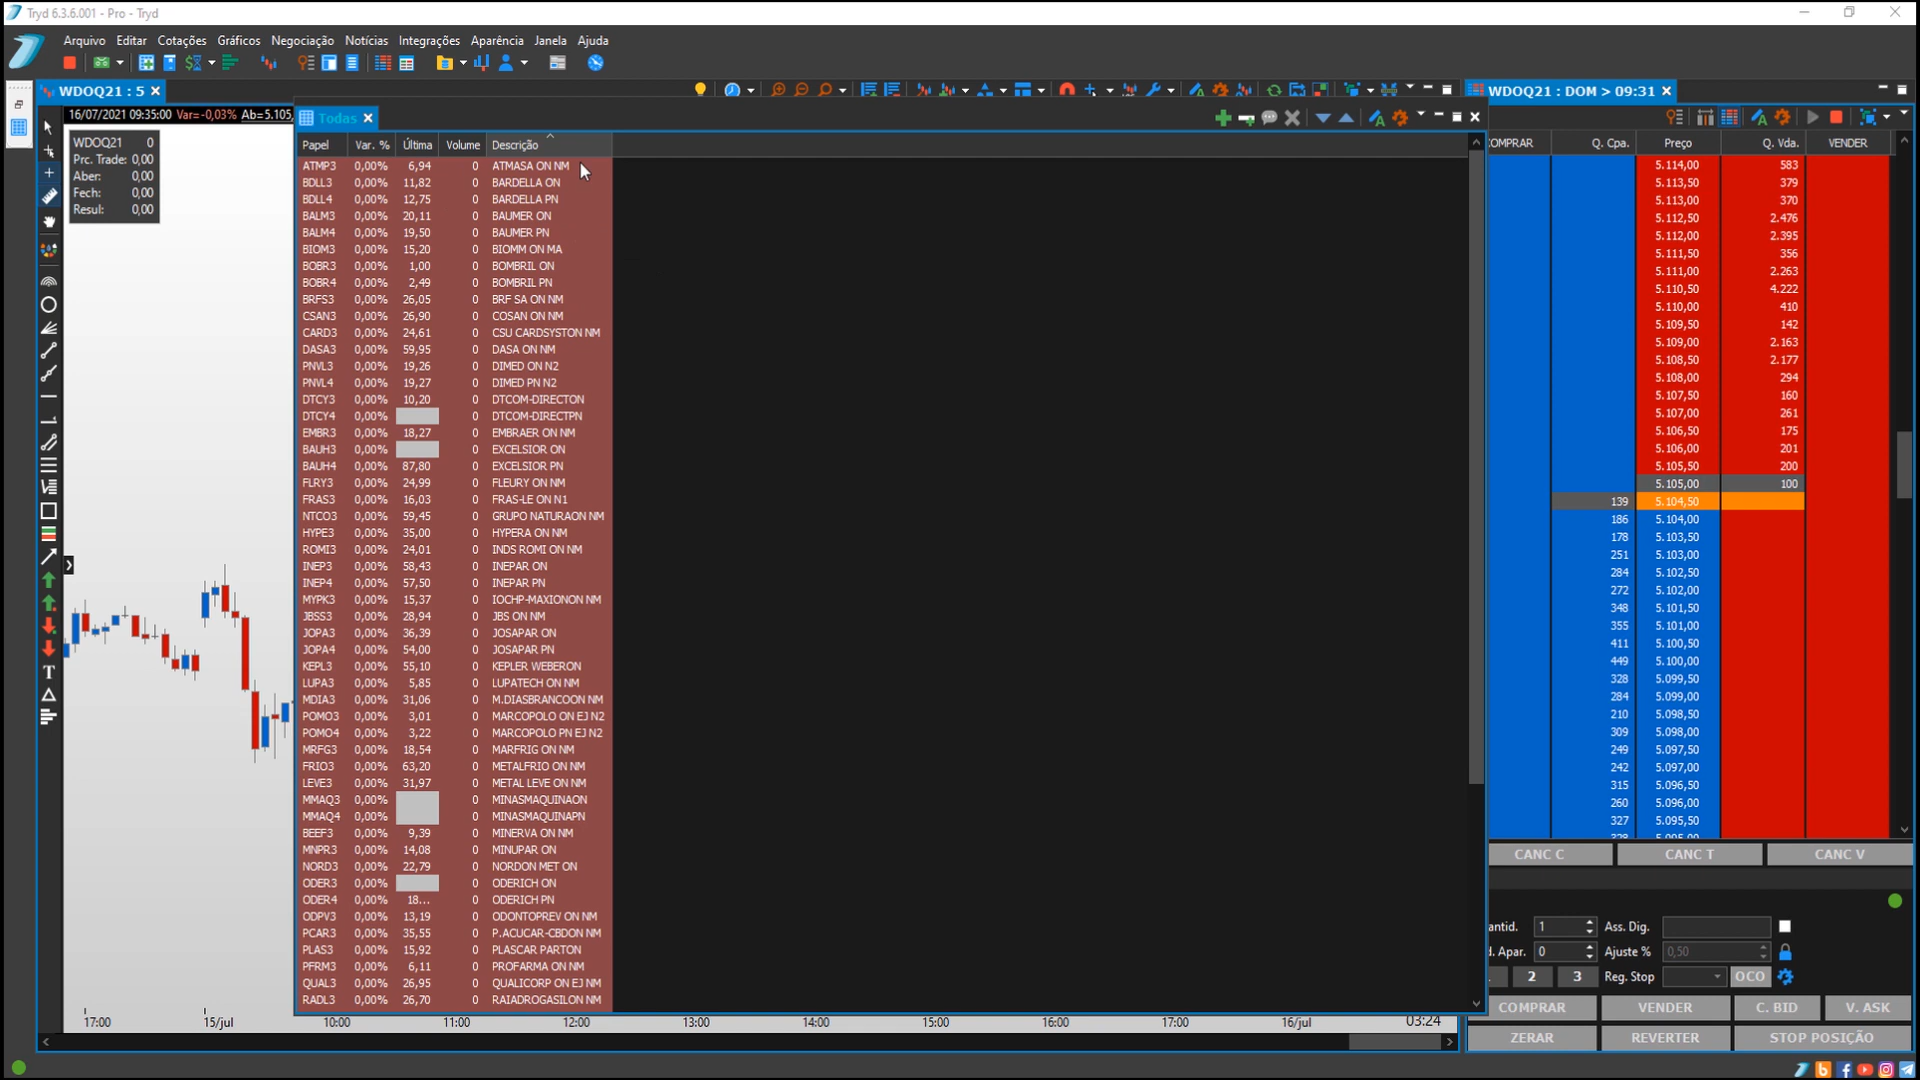 Tryd 6.3.6.001 - Pro - Tryd
Arquivo Editar Cotações Gráficos Negociação Notícias Integrações Aparência Janela Ajuda
WDOQ21 : 5
WDOQ21 : DOM > 09:31
16/07/2021 09:35:00 Var=-0,03% Ab=5.105,
Todas
WDOQ21 0
Prc. Trade: 0,00
Aber: 0,00
Fech: 0,00
Resul: 0,00
Papel Var. % Última Volume Descrição
ATMP3 0,00% 6,94 0 ATMASA ON NM
BDLL3 0,00% 11,82 0 BARDELLA ON
BDLL4 0,00% 12,75 0 BARDELLA PN
BALM3 0,00% 20,11 0 BAUMER ON
BALM4 0,00% 19,50 0 BAUMER PN
BIOM3 0,00% 15,20 0 BIOMM ON MA
BOBR3 0,00% 1,00 0 BOMBRIL ON
BOBR4 0,00% 2,49 0 BOMBRIL PN
BRFS3 0,00% 26,05 0 BRF SA ON NM
CSAN3 0,00% 26,90 0 COSAN ON NM
CARD3 0,00% 24,61 0 CSU CARDSYSTON NM
DASA3 0,00% 59,95 0 DASA ON NM
PNVL3 0,00% 19,26 0 DIMED ON N2
PNVL4 0,00% 19,27 0 DIMED PN N2
DTCY3 0,00% 10,20 0 DTCOM-DIRECTON
DTCY4 0,00% 0 DTCOM-DIRECTPN
EMBR3 0,00% 18,27 0 EMBRAER ON NM
BAUH3 0,00% 0 EXCELSIOR ON
BAUH4 0,00% 87,80 0 EXCELSIOR PN
FLRY3 0,00% 24,99 0 FLEURY ON NM
FRAS3 0,00% 16,03 0 FRAS-LE ON N1
NTCO3 0,00% 59,45 0 GRUPO NATURAON NM
HYPE3 0,00% 35,00 0 HYPERA ON NM
ROMI3 0,00% 24,01 0 INDS ROMI ON NM
INEP3 0,00% 58,43 0 INEPAR ON
INEP4 0,00% 57,50 0 INEPAR PN
MYPK3 0,00% 15,37 0 IOCHP-MAXIONON NM
JBSS3 0,00% 28,94 0 JBS ON NM
JOPA3 0,00% 36,39 0 JOSAPAR ON
JOPA4 0,00% 54,00 0 JOSAPAR PN
KEPL3 0,00% 55,10 0 KEPLER WEBERON
LUPA3 0,00% 5,85 0 LUPATECH ON NM
MDIA3 0,00% 31,06 0 M.DIASBRANCOON NM
POMO3 0,00% 3,01 0 MARCOPOLO ON EJ N2
POMO4 0,00% 3,22 0 MARCOPOLO PN EJ N2
MRFG3 0,00% 18,54 0 MARFRIG ON NM
FRIO3 0,00% 63,20 0 METALFRIO ON NM
LEVE3 0,00% 31,97 0 METAL LEVE ON NM
MMAQ3 0,00% 0 MINASMAQUINAON
MMAQ4 0,00% 0 MINASMAQUINAPN
BEEF3 0,00% 9,39 0 MINERVA ON NM
MNPR3 0,00% 14,08 0 MINUPAR ON
NORD3 0,00% 22,79 0 NORDON MET ON
ODER3 0,00% 0 ODERICH ON
ODER4 0,00% 18... 0 ODERICH PN
ODPV3 0,00% 13,19 0 ODONTOPREV ON NM
PCAR3 0,00% 35,55 0 P.ACUCAR-CBDON NM
PLAS3 0,00% 15,92 0 PLASCAR PARTON
PFRM3 0,00% 6,11 0 PROFARMA ON NM
QUAL3 0,00% 26,95 0 QUALICORP ON EJ NM
RADL3 0,00% 26,70 0 RAIADROGASILON NM
17:00 15/jul 10:00 11:00 12:00 13:00 14:00 15:00 16:00 17:00 16/jul 03:24
OMPRAR Q. Cpa. Preço Q. Vda. VENDER
5.114,00 583
5.113,50 379
5.113,00 370
5.112,50 2.476
5.112,00 2.395
5.111,50 356
5.111,00 2.263
5.110,50 4.222
5.110,00 410
5.109,50 142
5.109,00 2.163
5.108,50 2.177
5.108,00 294
5.107,50 160
5.107,00 261
5.106,50 175
5.106,00 201
5.105,50 200
5.105,00 100
139 5.104,50
186 5.104,00
178 5.103,50
251 5.103,00
284 5.102,50
272 5.102,00
348 5.101,50
355 5.101,00
411 5.100,50
449 5.100,00
328 5.099,50
284 5.099,00
210 5.098,50
309 5.098,00
249 5.097,50
242 5.097,00
315 5.096,50
260 5.096,00
327 5.095,50
CANC C CANC T CANC V
antid. 1 Ass. Dig.
d. Apar. 0 Ajuste % 0,50
2 3 Reg. Stop OCO
COMPRAR VENDER C. BID V. ASK
ZERAR REVERTER STOP POSIÇÃO